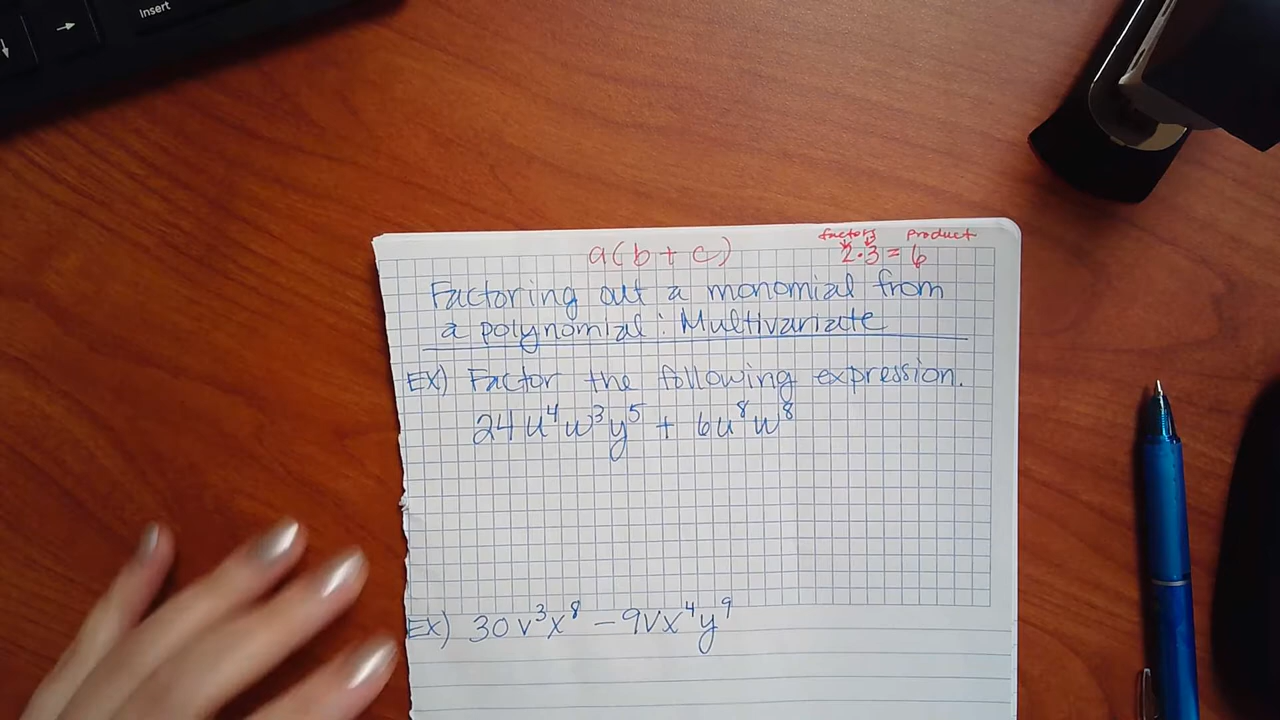 Insert
a(b + c)
factors product
2·3 = 6
Factoring out a monomial from
a polynomial: Multivariate
EX) Factor the following expression.
24u⁴w³y⁵ + 6u⁸w⁸
EX) 30v³x⁸ – 9vx⁴y⁹